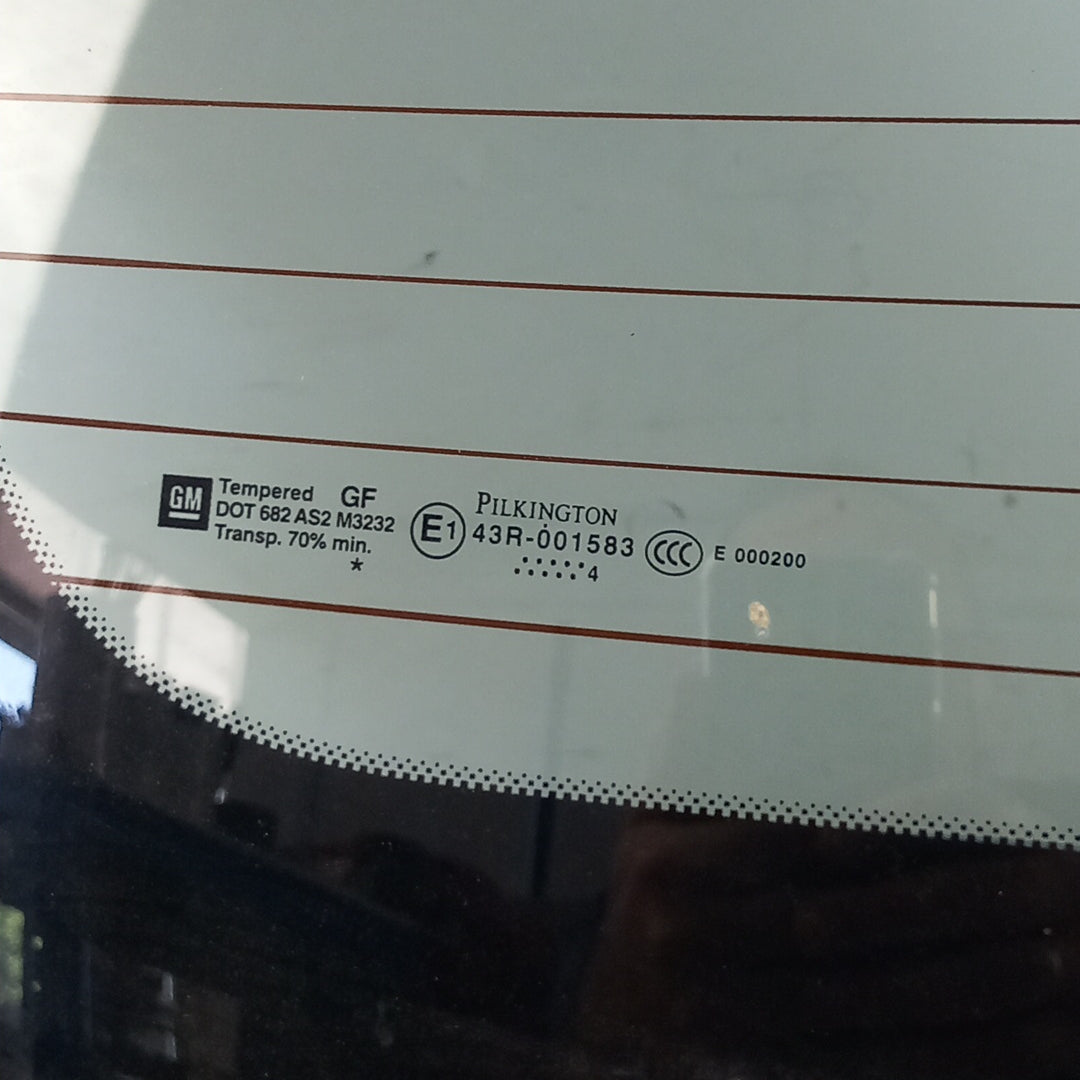 GM
Tempered GF
DOT 682 AS2 M3232
Transp. 70% min.
*
E1
PILKINGTON
43R-001583
4
CCC
E 000200